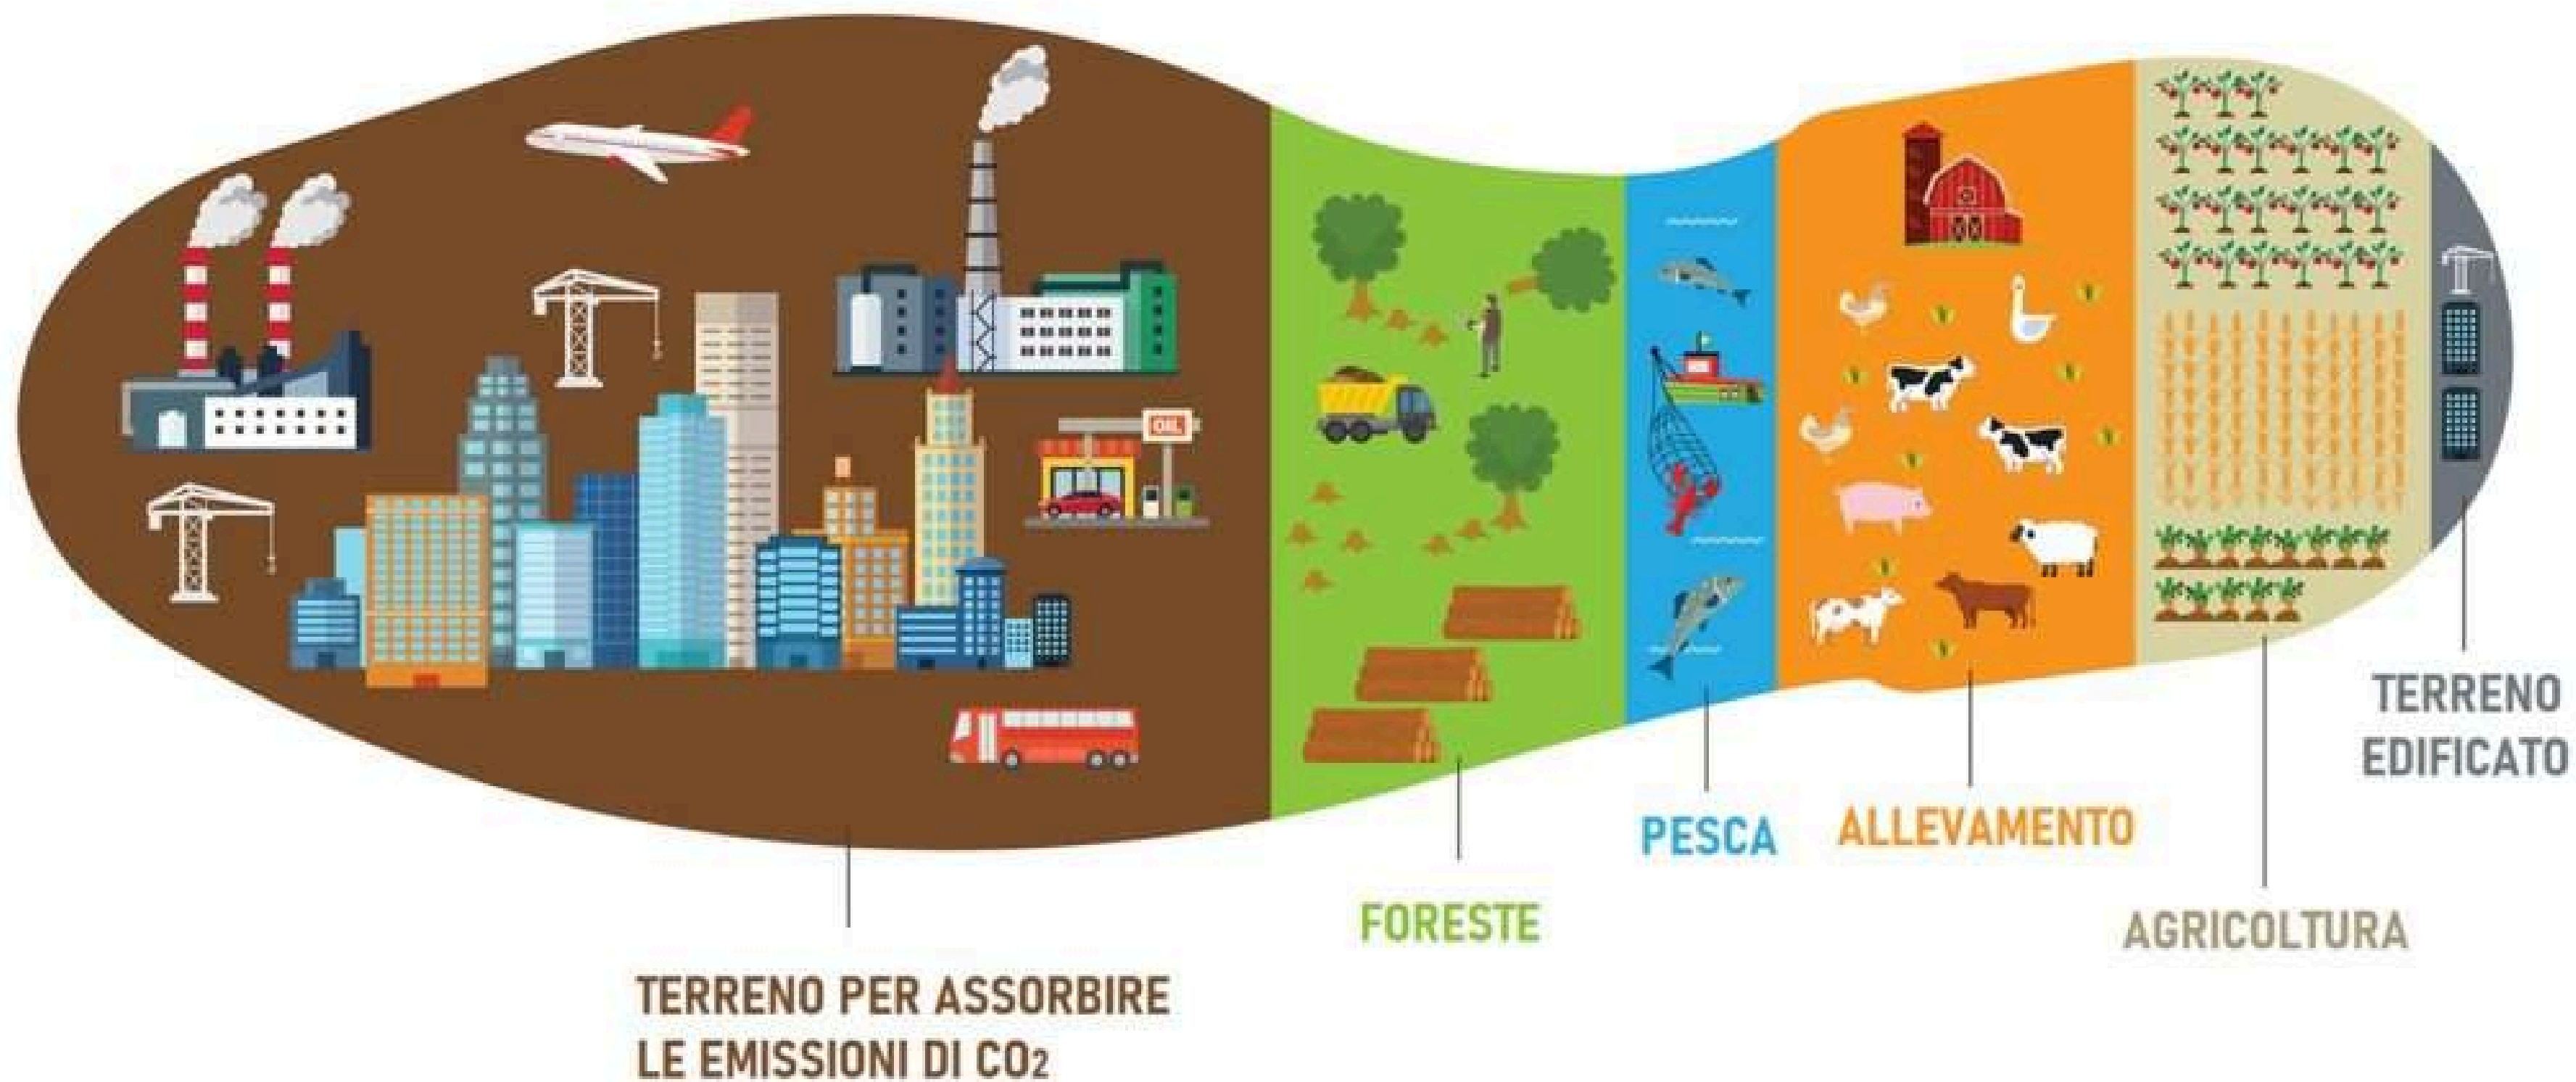 OIL
TERRENO
EDIFICATO
PESCA
ALLEVAMENTO
FORESTE
AGRICOLTURA
TERRENO PER ASSORBIRE
LE EMISSIONI DI CO2